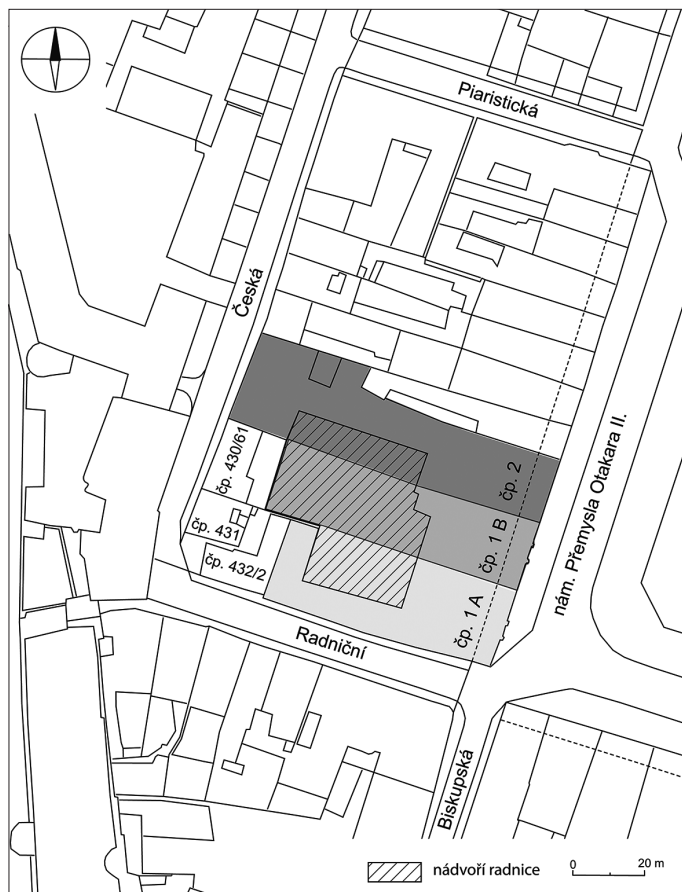 Piaristická
Česká
nám. Přemysla Otakara II.
čp. 430/61
čp. 2
čp. 431
čp. 1 B
čp. 432/2
čp. 1 A
Radniční
Biskupská
nádvoří radnice
0 20 m